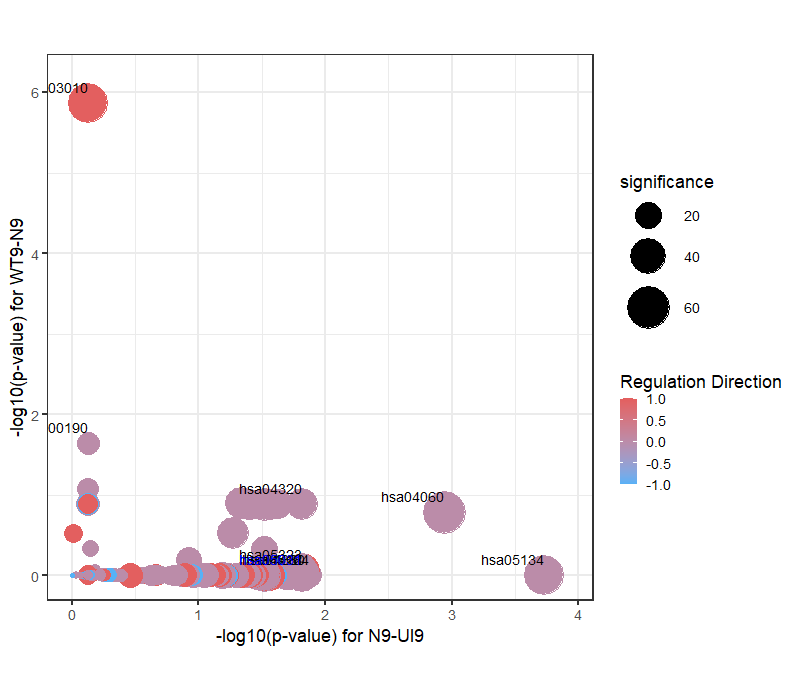 03010
00190
hsa04320
hsa04060
hsa05323
hsa05134
6
4
2
0
0
1
2
3
4
-log10(p-value) for N9-UI9
-log10(p-value) for WT9-N9
significance
20
40
60
Regulation Direction
1.0
0.5
0.0
-0.5
-1.0